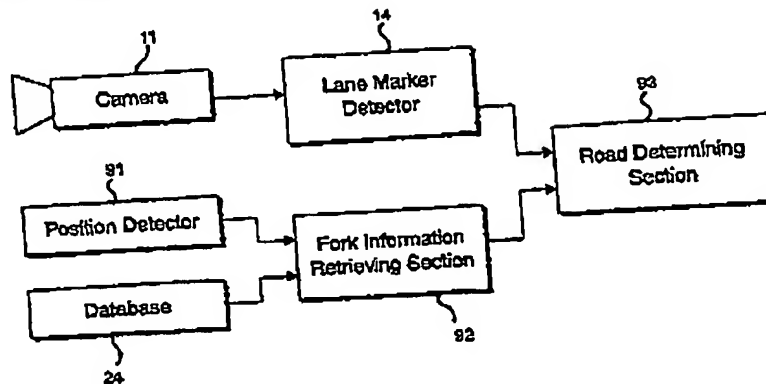 11
Camera
14
Lane Marker
Detector
93
Road Determining
Section
91
Position Detector
Fork Information
Retrieving Section
92
Database
24